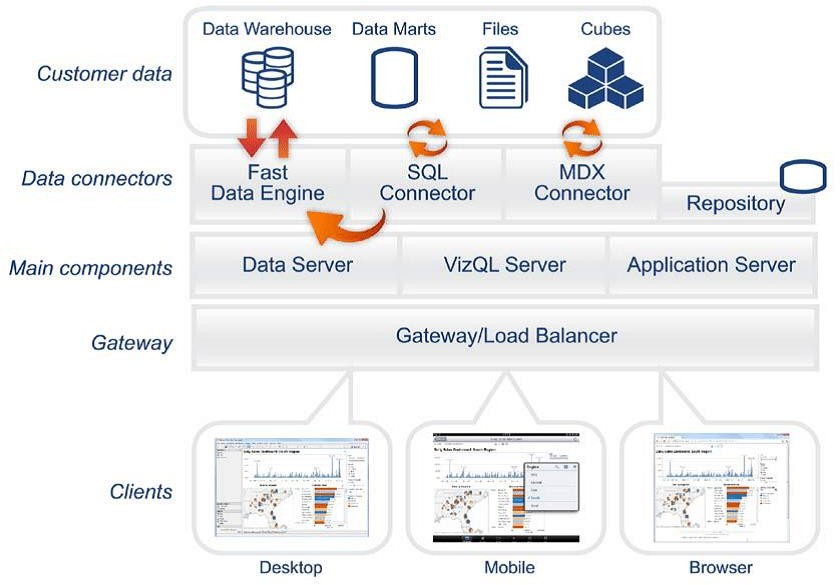 Data Warehouse
Data Marts
Files
Cubes
Customer data
Data connectors
Fast
Data Engine
SQL
Connector
MDX
Connector
Repository
Main components
Data Server
VizQL Server
Application Server
Gateway
Gateway/Load Balancer
Clients
Desktop
Mobile
Browser